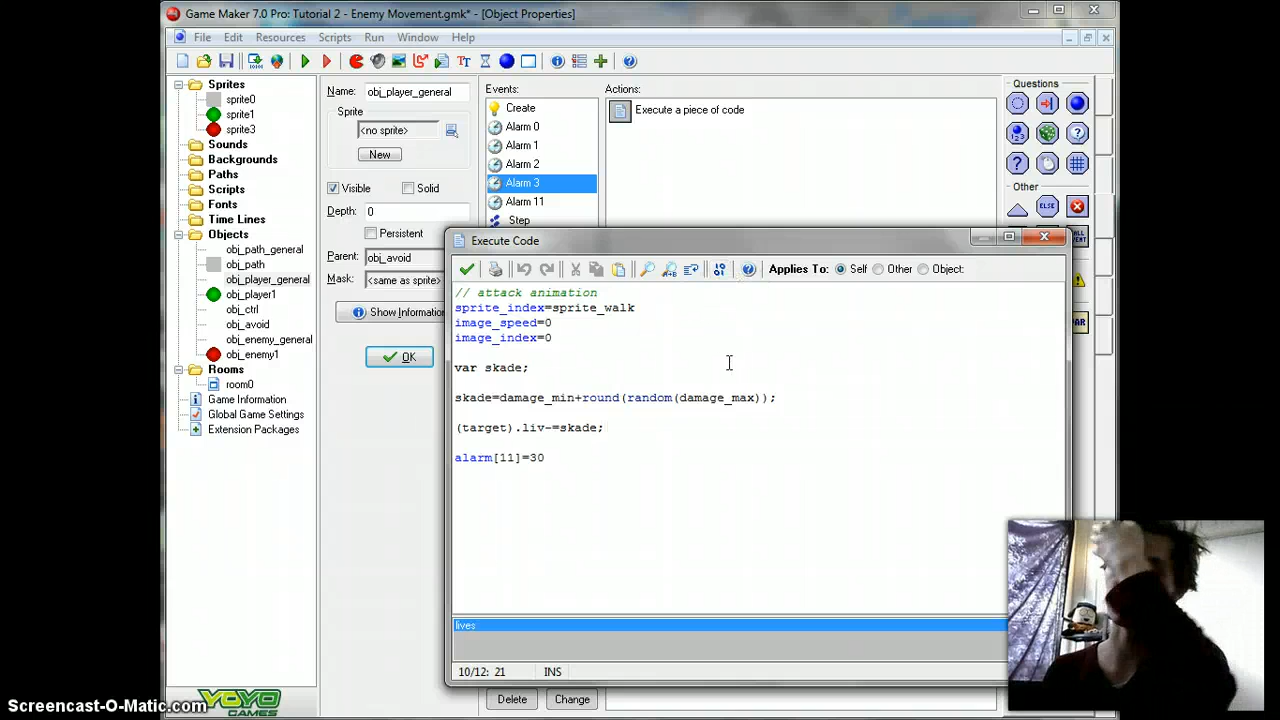 Game Maker 7.0 Pro: Tutorial 2 - Enemy Movement.gmk* - [Object Properties]
File Edit Resources Scripts Run Window Help
Sprites
sprite0
sprite1
sprite3
Sounds
Backgrounds
Paths
Scripts
Fonts
Time Lines
Objects
obj_path_general
obj_path
obj_player_general
obj_player1
obj_ctrl
obj_avoid
obj_enemy_general
obj_enemy1
Rooms
room0
Game Information
Global Game Settings
Extension Packages
Name: obj_player_general
Sprite
<no sprite>
New
Visible Solid
Depth: 0
Persistent
Parent: obj_avoid
Mask: <same as sprite>
Show Information
OK
Events:
Create
Alarm 0
Alarm 1
Alarm 2
Alarm 3
Alarm 11
Step
Delete Change
Actions:
Execute a piece of code
Questions
Other
ELSE
Execute Code
Applies To: Self Other Object:
// attack animation
sprite_index=sprite_walk
image_speed=0
image_index=0
var skade;
skade=damage_min+round(random(damage_max));
(target).liv-=skade;
alarm[11]=30
lives
10/12: 21 INS
YOYO
GAMES
Screencast-O-Matic.com